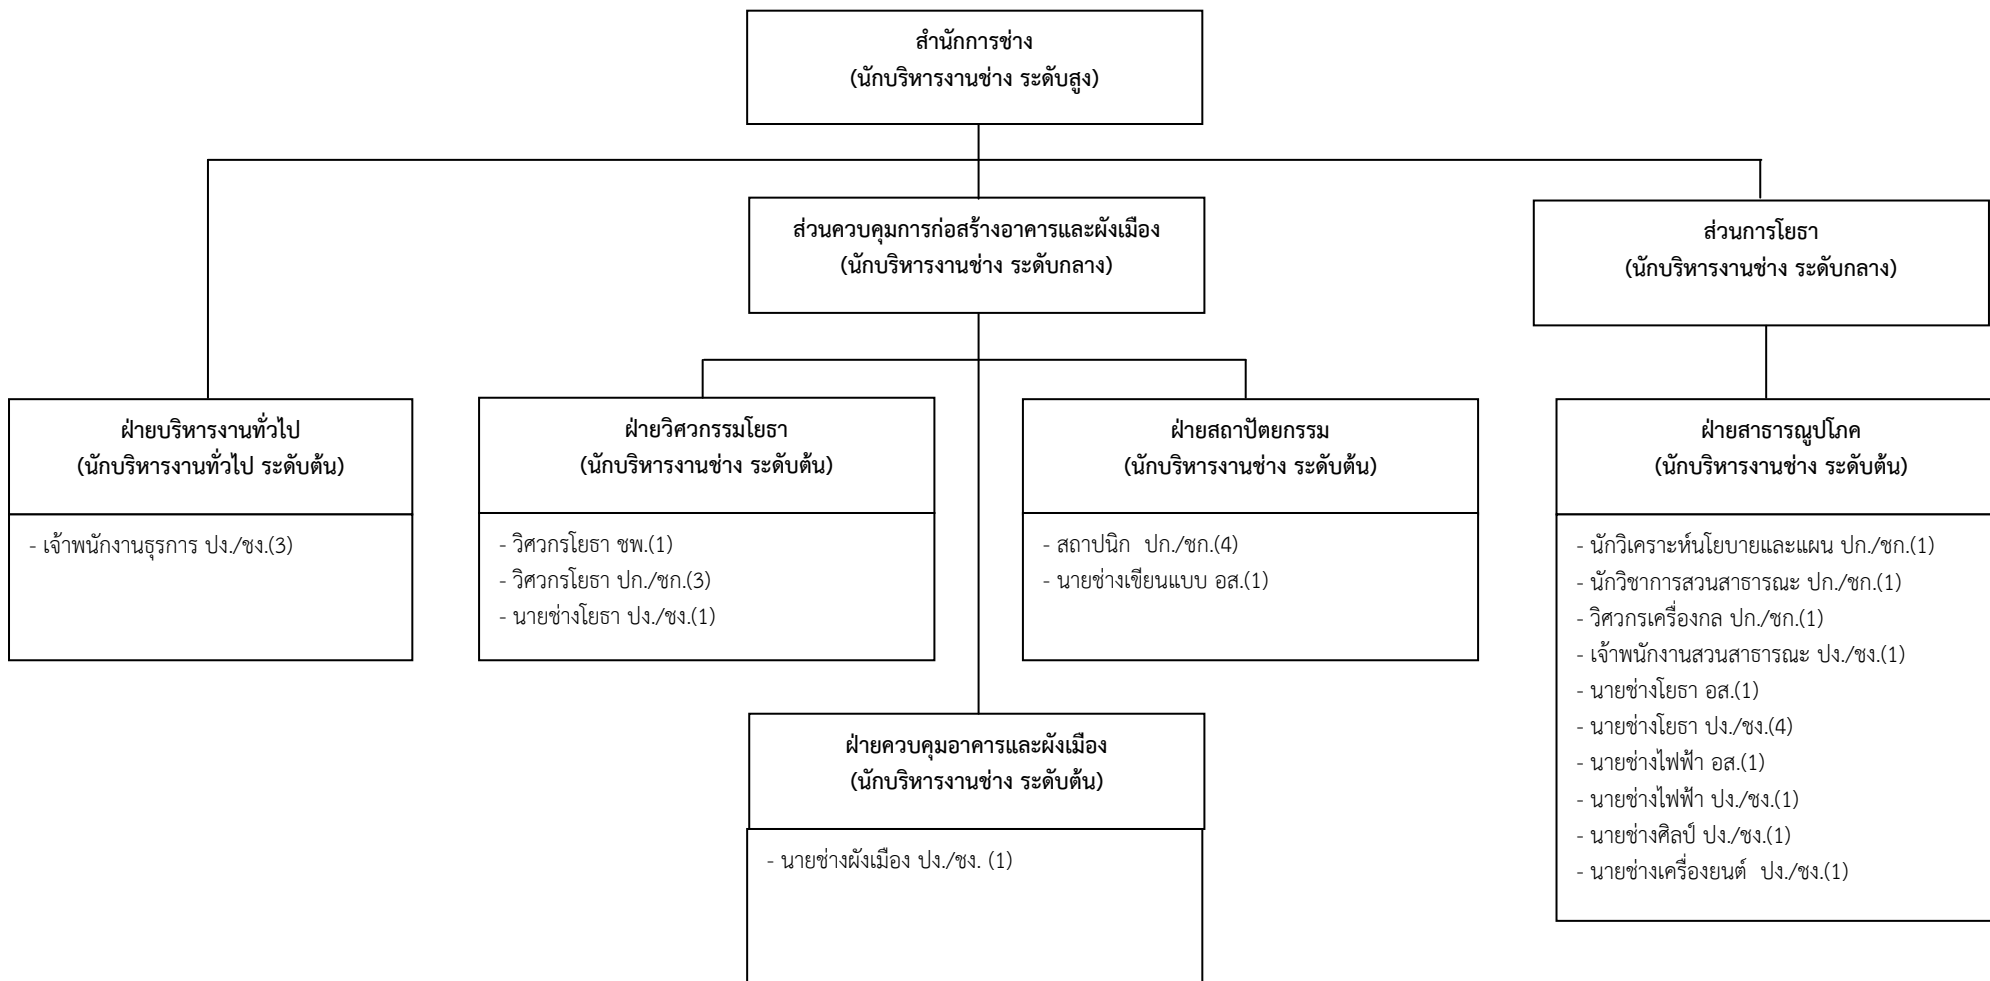 สำนักการช่าง
(นักบริหารงานช่าง ระดับสูง)
ส่วนควบคุมการก่อสร้างอาคารและผังเมือง
(นักบริหารงานช่าง ระดับกลาง)
ส่วนการโยธา
(นักบริหารงานช่าง ระดับกลาง)
ฝ่ายบริหารงานทั่วไป
(นักบริหารงานทั่วไป ระดับต้น)
- เจ้าพนักงานธุรการ ปง./ชง.(3)
ฝ่ายวิศวกรรมโยธา
(นักบริหารงานช่าง ระดับต้น)
- วิศวกรโยธา ชพ.(1)
- วิศวกรโยธา ปก./ชก.(3)
- นายช่างโยธา ปง./ชง.(1)
ฝ่ายสถาปัตยกรรม
(นักบริหารงานช่าง ระดับต้น)
- สถาปนิก ปก./ชก.(4)
- นายช่างเขียนแบบ อส.(1)
ฝ่ายสาธารณูปโภค
(นักบริหารงานช่าง ระดับต้น)
- นักวิเคราะห์นโยบายและแผน ปก./ชก.(1)
- นักวิชาการสวนสาธารณะ ปก./ชก.(1)
- วิศวกรเครื่องกล ปก./ชก.(1)
- เจ้าพนักงานสวนสาธารณะ ปง./ชง.(1)
- นายช่างโยธา อส.(1)
- นายช่างโยธา ปง./ชง.(4)
- นายช่างไฟฟ้า อส.(1)
- นายช่างไฟฟ้า ปง./ชง.(1)
- นายช่างศิลป์ ปง./ชง.(1)
- นายช่างเครื่องยนต์ ปง./ชง.(1)
ฝ่ายควบคุมอาคารและผังเมือง
(นักบริหารงานช่าง ระดับต้น)
- นายช่างผังเมือง ปง./ชง. (1)